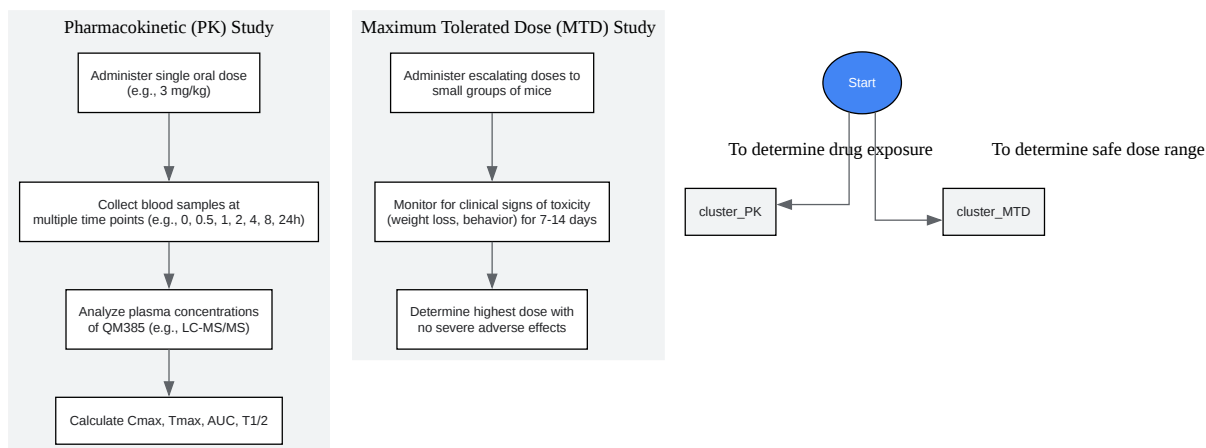 Pharmacokinetic (PK) Study
Administer single oral dose
(e.g., 3 mg/kg)
Collect blood samples at
multiple time points (e.g., 0, 0.5, 1, 2, 4, 8, 24h)
Analyze plasma concentrations
of QM385 (e.g., LC-MS/MS)
Calculate Cmax, Tmax, AUC, T1/2
Maximum Tolerated Dose (MTD) Study
Administer escalating doses to
small groups of mice
Monitor for clinical signs of toxicity
(weight loss, behavior) for 7-14 days
Determine highest dose with
no severe adverse effects
Start
To determine drug exposure
To determine safe dose range
cluster_PK
cluster_MTD